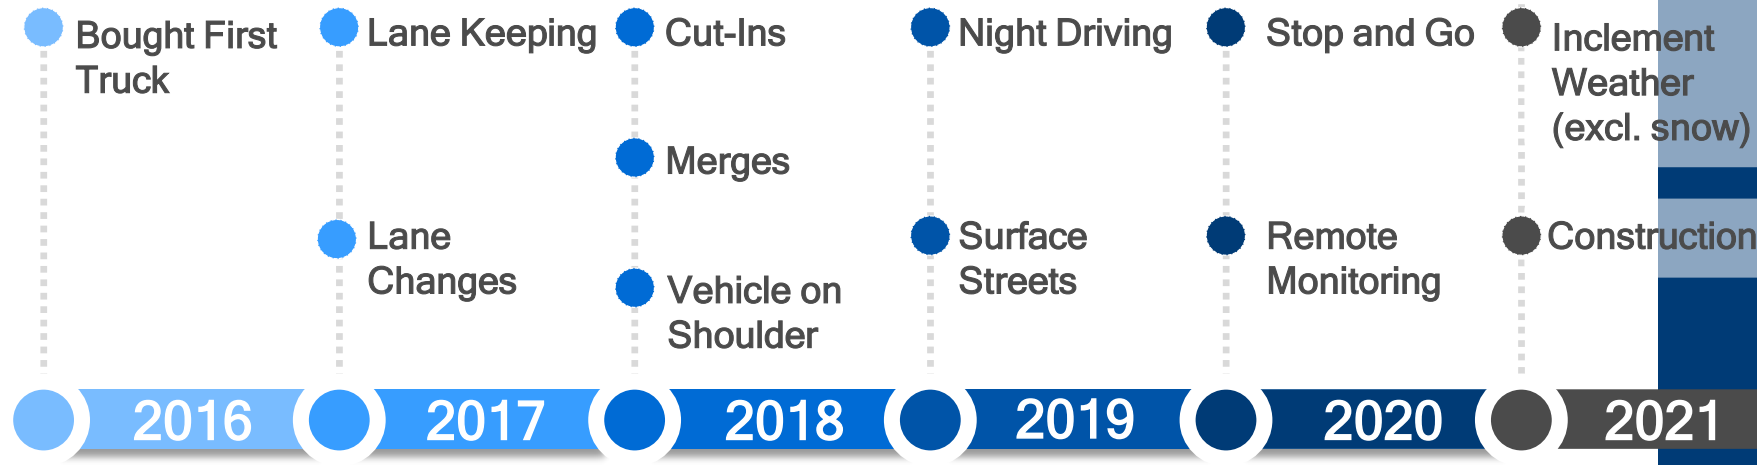 Bought First
Truck
2016
Lane Keeping
Lane
Changes
2017
Cut-Ins
Merges
Vehicle on
Shoulder
2018
Night Driving
Surface
Streets
2019
Stop and Go
Remote
Monitoring
2020
Inclement
Weather
(excl. snow)
Construction
2021